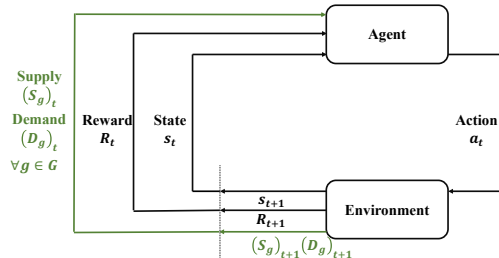 Agent
Supply
(S_g)_t
Demand
(D_g)_t
∀g ∈ G
Reward
R_t
State
s_t
Action
a_t
s_{t+1}
R_{t+1}
Environment
(S_g)_{t+1}(D_g)_{t+1}